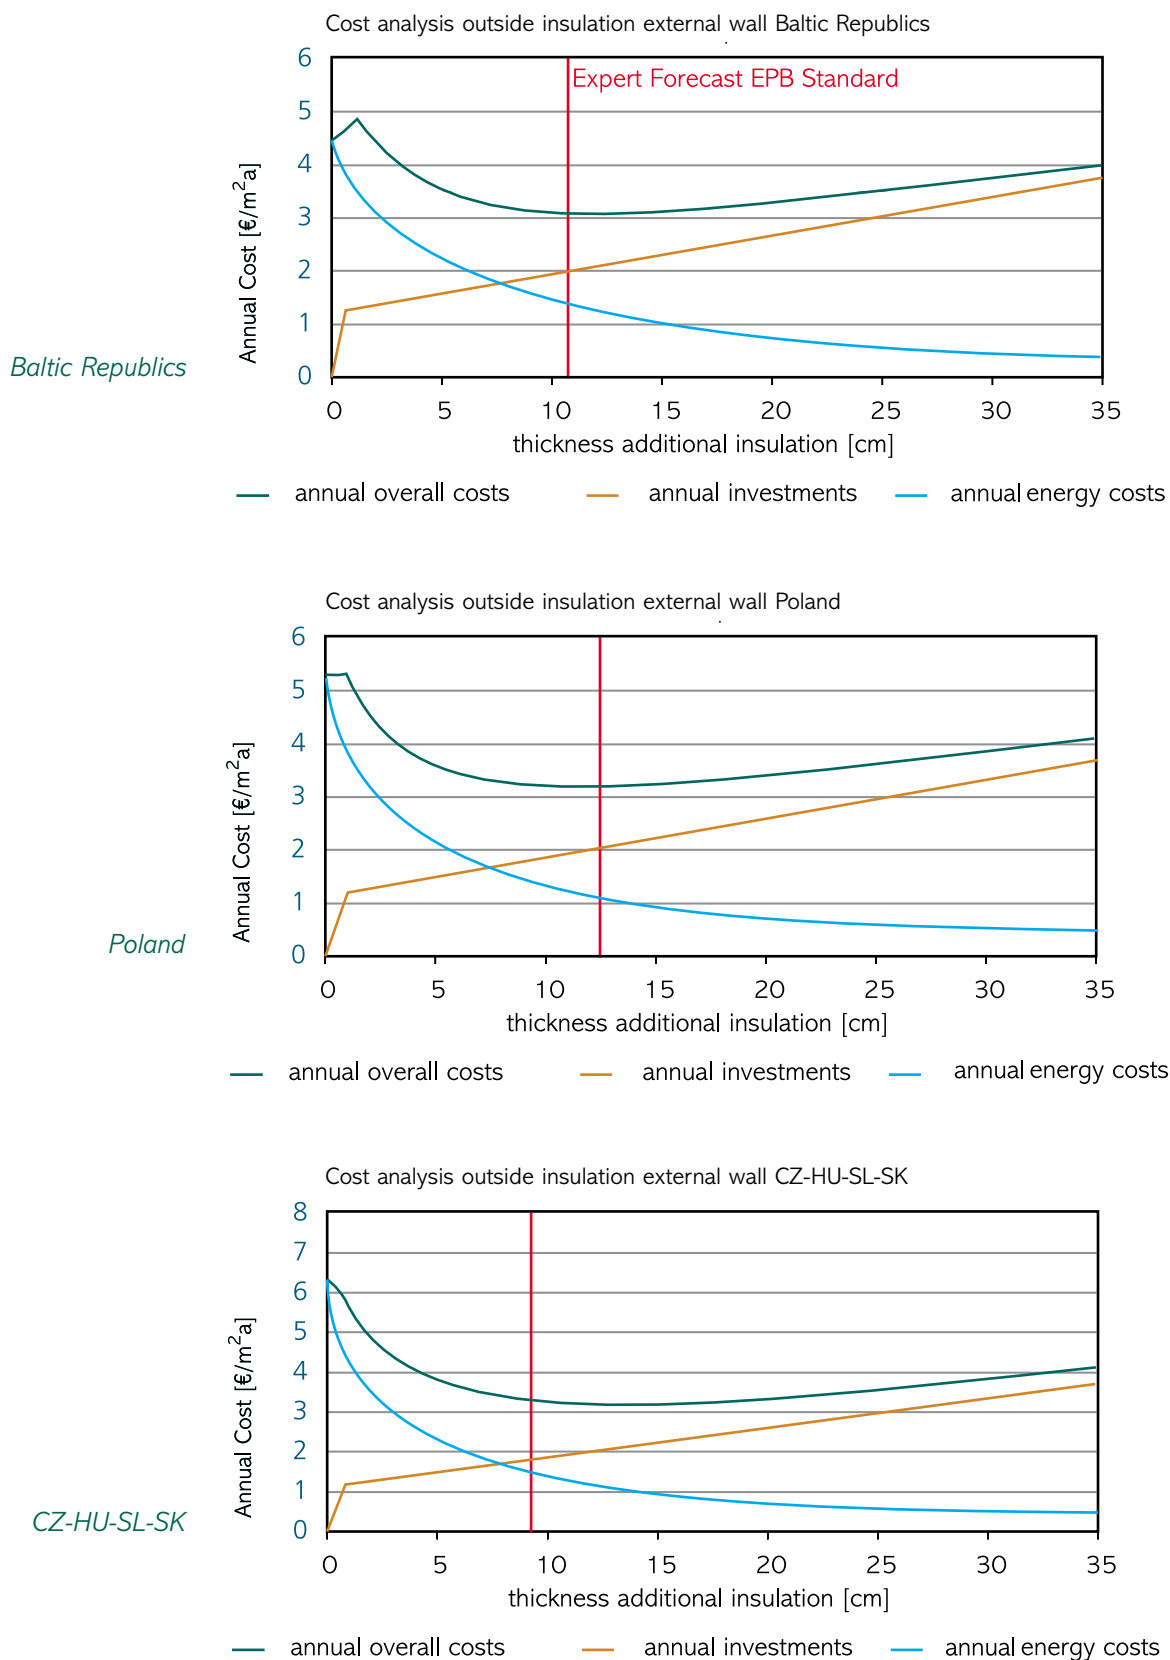 Cost analysis outside insulation external wall Baltic Republics
6
Expert Forecast EPB Standard
5
4
3
2
1
0
Annual Cost [€/m²a]
Baltic Republics
0 5 10 15 20 25 30 35
thickness additional insulation [cm]
annual overall costs annual investments annual energy costs
Cost analysis outside insulation external wall Poland
6
5
4
3
2
1
0
Annual Cost [€/m²a]
Poland
0 5 10 15 20 25 30 35
thickness additional insulation [cm]
annual overall costs annual investments annual energy costs
Cost analysis outside insulation external wall CZ-HU-SL-SK
8
7
6
5
4
3
2
1
0
Annual Cost [€/m²a]
CZ-HU-SL-SK
0 5 10 15 20 25 30 35
thickness additional insulation [cm]
annual overall costs annual investments annual energy costs